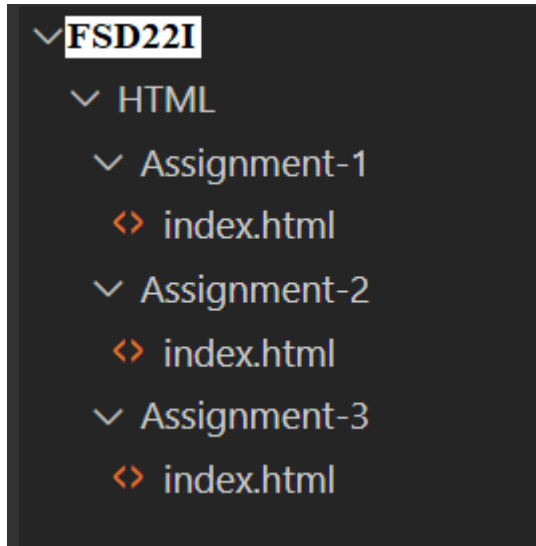 FSD22I
HTML
Assignment-1
index.html
Assignment-2
index.html
Assignment-3
index.html